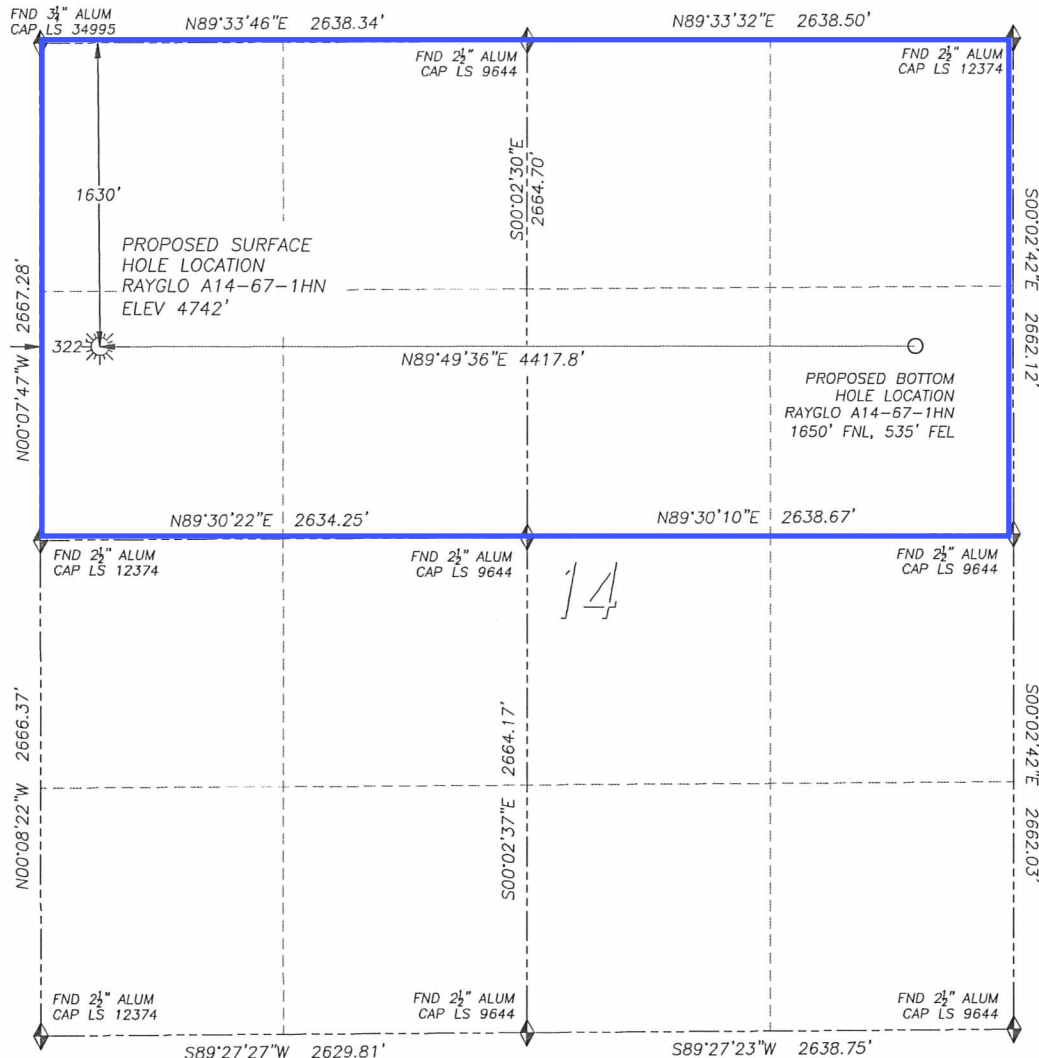 FND 3¼" ALUM
CAP LS 34995
N89°33'46"E 2638.34'
N89°33'32"E 2638.50'
FND 2½" ALUM
CAP LS 9644
FND 2½" ALUM
CAP LS 12374
1630'
S00°02'30"E
2664.70'
S00°02'42"E 2662.12'
PROPOSED SURFACE
HOLE LOCATION
RAYGLO A14-67-1HN
ELEV 4742'
N00°07'47"W 2667.28'
322'
N89°49'36"E 4417.8'
PROPOSED BOTTOM
HOLE LOCATION
RAYGLO A14-67-1HN
1650' FNL, 535' FEL
N89°30'22"E 2634.25'
N89°30'10"E 2638.67'
FND 2½" ALUM
CAP LS 12374
FND 2½" ALUM
CAP LS 9644
FND 2½" ALUM
CAP LS 9644
14
N00°08'22"W 2666.37'
S00°02'37"E 2664.17'
S00°02'42"E 2662.03'
FND 2½" ALUM
CAP LS 12374
FND 2½" ALUM
CAP LS 9644
FND 2½" ALUM
CAP LS 9644
S89°27'27"W 2629.81'
S89°27'23"W 2638.75'